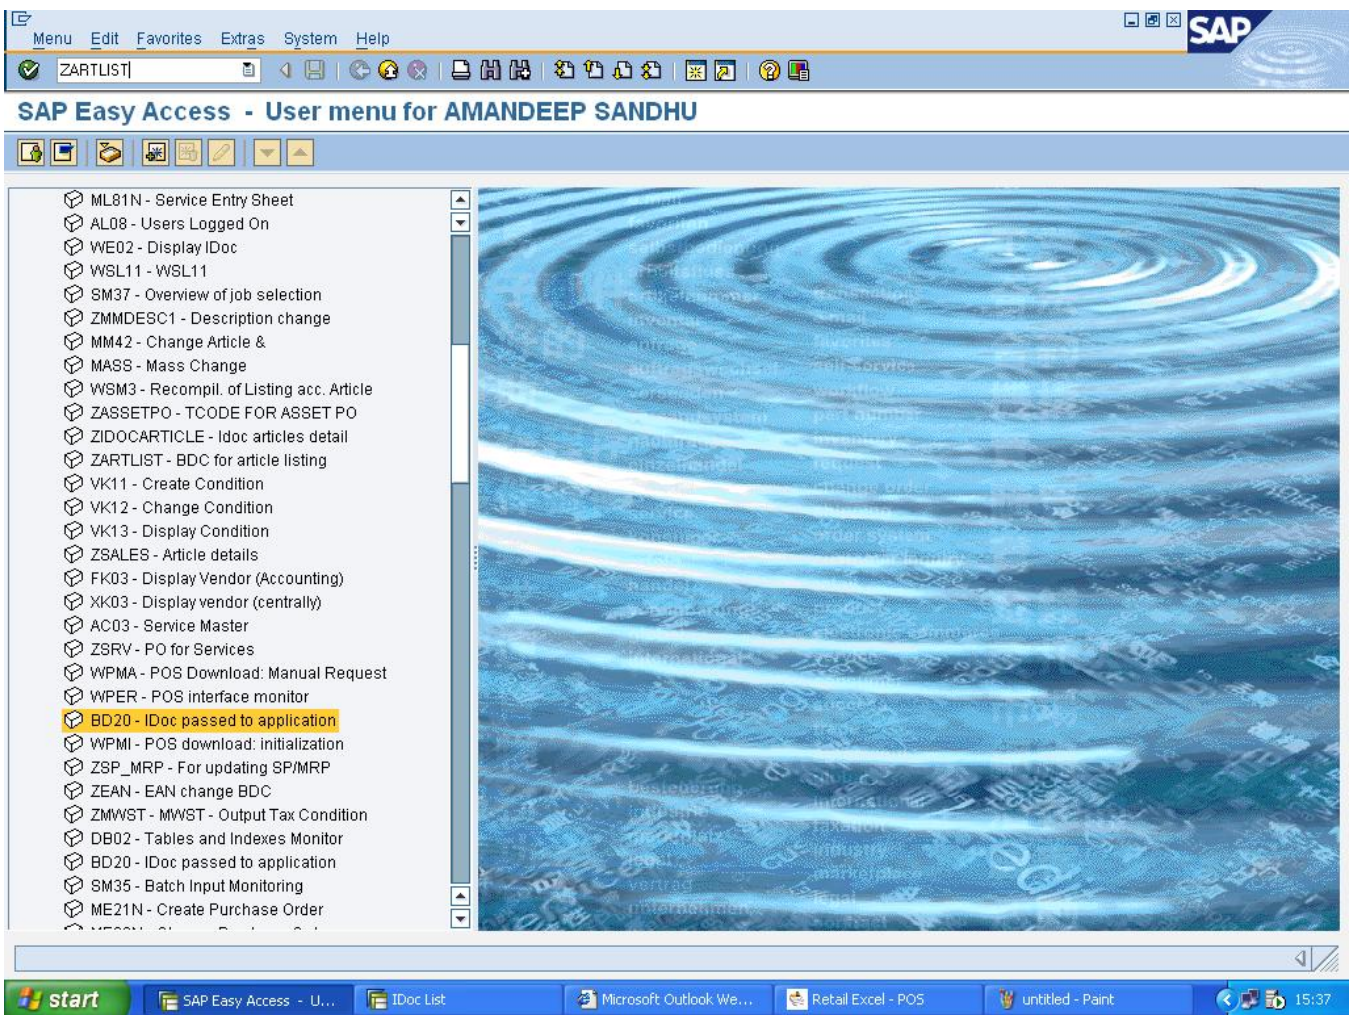 Menu Edit Favorites Extras System Help
SAP
ZARTLIST
SAP Easy Access - User menu for AMANDEEP SANDHU
ML81N - Service Entry Sheet
AL08 - Users Logged On
WE02 - Display IDoc
WSL11 - WSL11
SM37 - Overview of job selection
ZMMDESC1 - Description change
MM42 - Change Article &
MASS - Mass Change
WSM3 - Recompil. of Listing acc. Article
ZASSETPO - TCODE FOR ASSET PO
ZIDOCARTICLE - Idoc articles detail
ZARTLIST - BDC for article listing
VK11 - Create Condition
VK12 - Change Condition
VK13 - Display Condition
ZSALES - Article details
FK03 - Display Vendor (Accounting)
XK03 - Display vendor (centrally)
AC03 - Service Master
ZSRV - PO for Services
WPMA - POS Download: Manual Request
WPER - POS interface monitor
BD20 - IDoc passed to application
WPMI - POS download: initialization
ZSP_MRP - For updating SP/MRP
ZEAN - EAN change BDC
ZMWST - MWST - Output Tax Condition
DB02 - Tables and Indexes Monitor
BD20 - IDoc passed to application
SM35 - Batch Input Monitoring
ME21N - Create Purchase Order
start
SAP Easy Access - U...
IDoc List
Microsoft Outlook We...
Retail Excel - POS
untitled - Paint
15:37